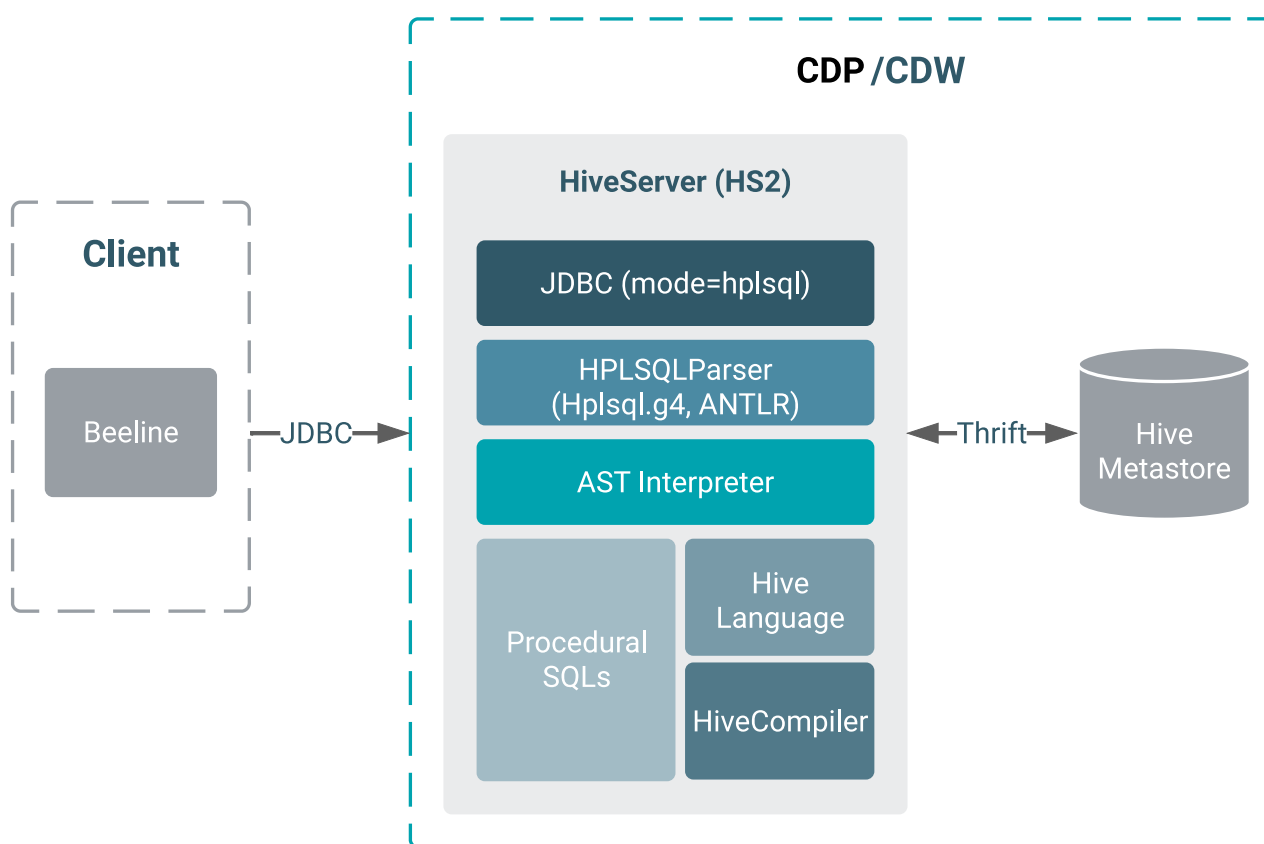 CDP /CDW
HiveServer (HS2)
Client
JDBC (mode=hplsql)
HPLSQLParser
(Hplsql.g4, ANTLR)
Beeline
JDBC
AST Interpreter
Thrift
Hive
Metastore
Procedural
SQLs
Hive
Language
HiveCompiler